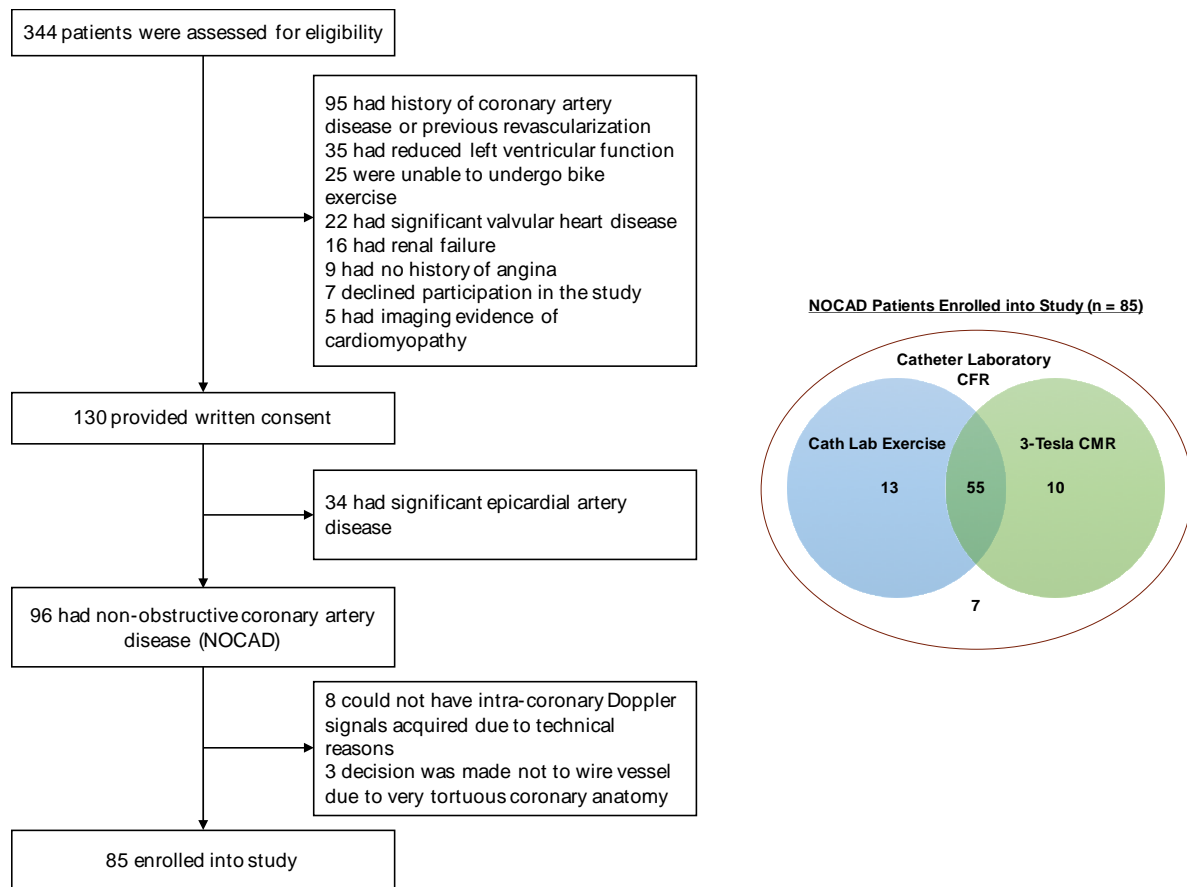 344 patients were assessed for eligibility
95 had history of coronary artery
disease or previous revascularization
35 had reduced left ventricular function
25 were unable to undergo bike
exercise
22 had significant valvular heart disease
16 had renal failure
9 had no history of angina
7 declined participation in the study
5 had imaging evidence of
cardiomyopathy
130 provided written consent
34 had significant epicardial artery
disease
96 had non-obstructive coronary artery
disease (NOCAD)
8 could not have intra-coronary Doppler
signals acquired due to technical
reasons
3 decision was made not to wire vessel
due to very tortuous coronary anatomy
85 enrolled into study
NOCAD Patients Enrolled into Study (n = 85)
Catheter Laboratory
CFR
Cath Lab Exercise
3-Tesla CMR
13
55
10
7